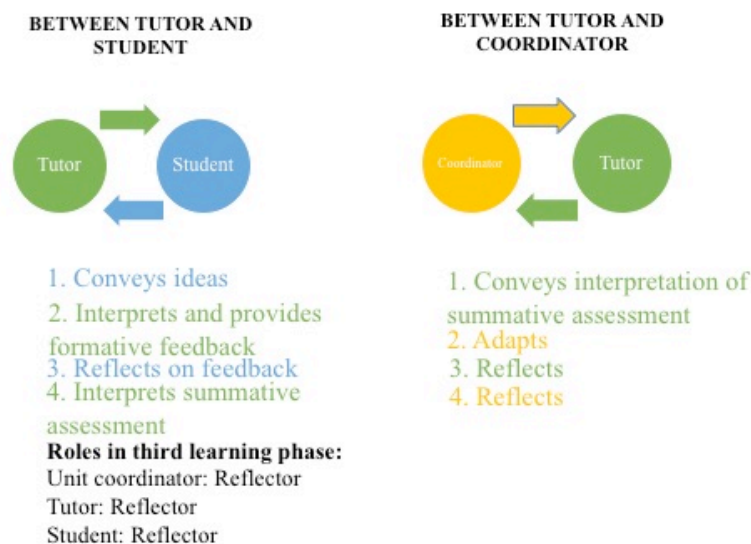 BETWEEN TUTOR AND
STUDENT
Tutor
Student
1. Conveys ideas
2. Interprets and provides
formative feedback
3. Reflects on feedback
4. Interprets summative
assessment
Roles in third learning phase:
Unit coordinator: Reflector
Tutor: Reflector
Student: Reflector
BETWEEN TUTOR AND
COORDINATOR
Coordinator
Tutor
1. Conveys interpretation of
summative assessment
2. Adapts
3. Reflects
4. Reflects